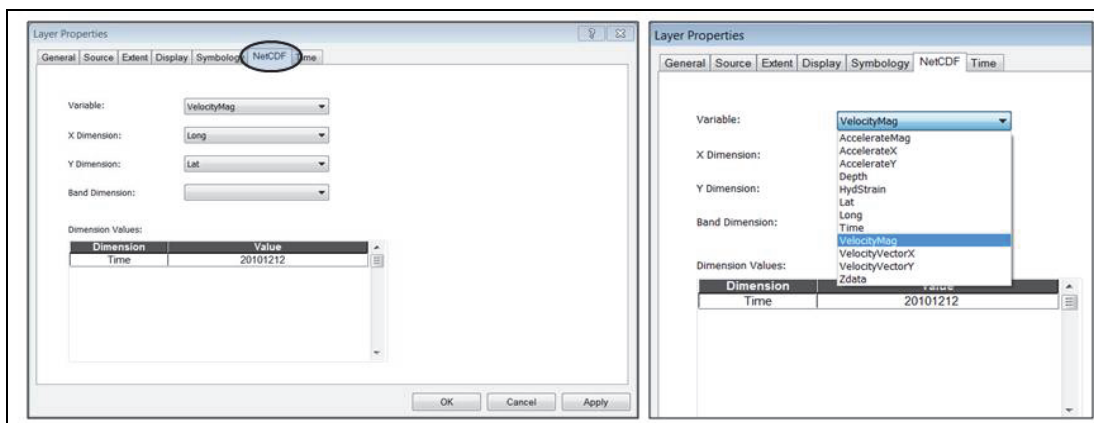 Layer Properties
General Source Extent Display Symbology NetCDF Time
Variable: VelocityMag
X Dimension: Long
Y Dimension: Lat
Band Dimension:
Dimension Values:
Dimension Value
Time 20101212
OK Cancel Apply
Layer Properties
General Source Extent Display Symbology NetCDF Time
Variable: VelocityMag
AccelerateMag
AccelerateX
X Dimension:
AccelerateY
Depth
Y Dimension:
HydStrain
Lat
Long
Band Dimension:
Time
VelocityMag
VelocityVectorX
Dimension Values:
VelocityVectorY
Zdata
Dimension Value
Time 20101212